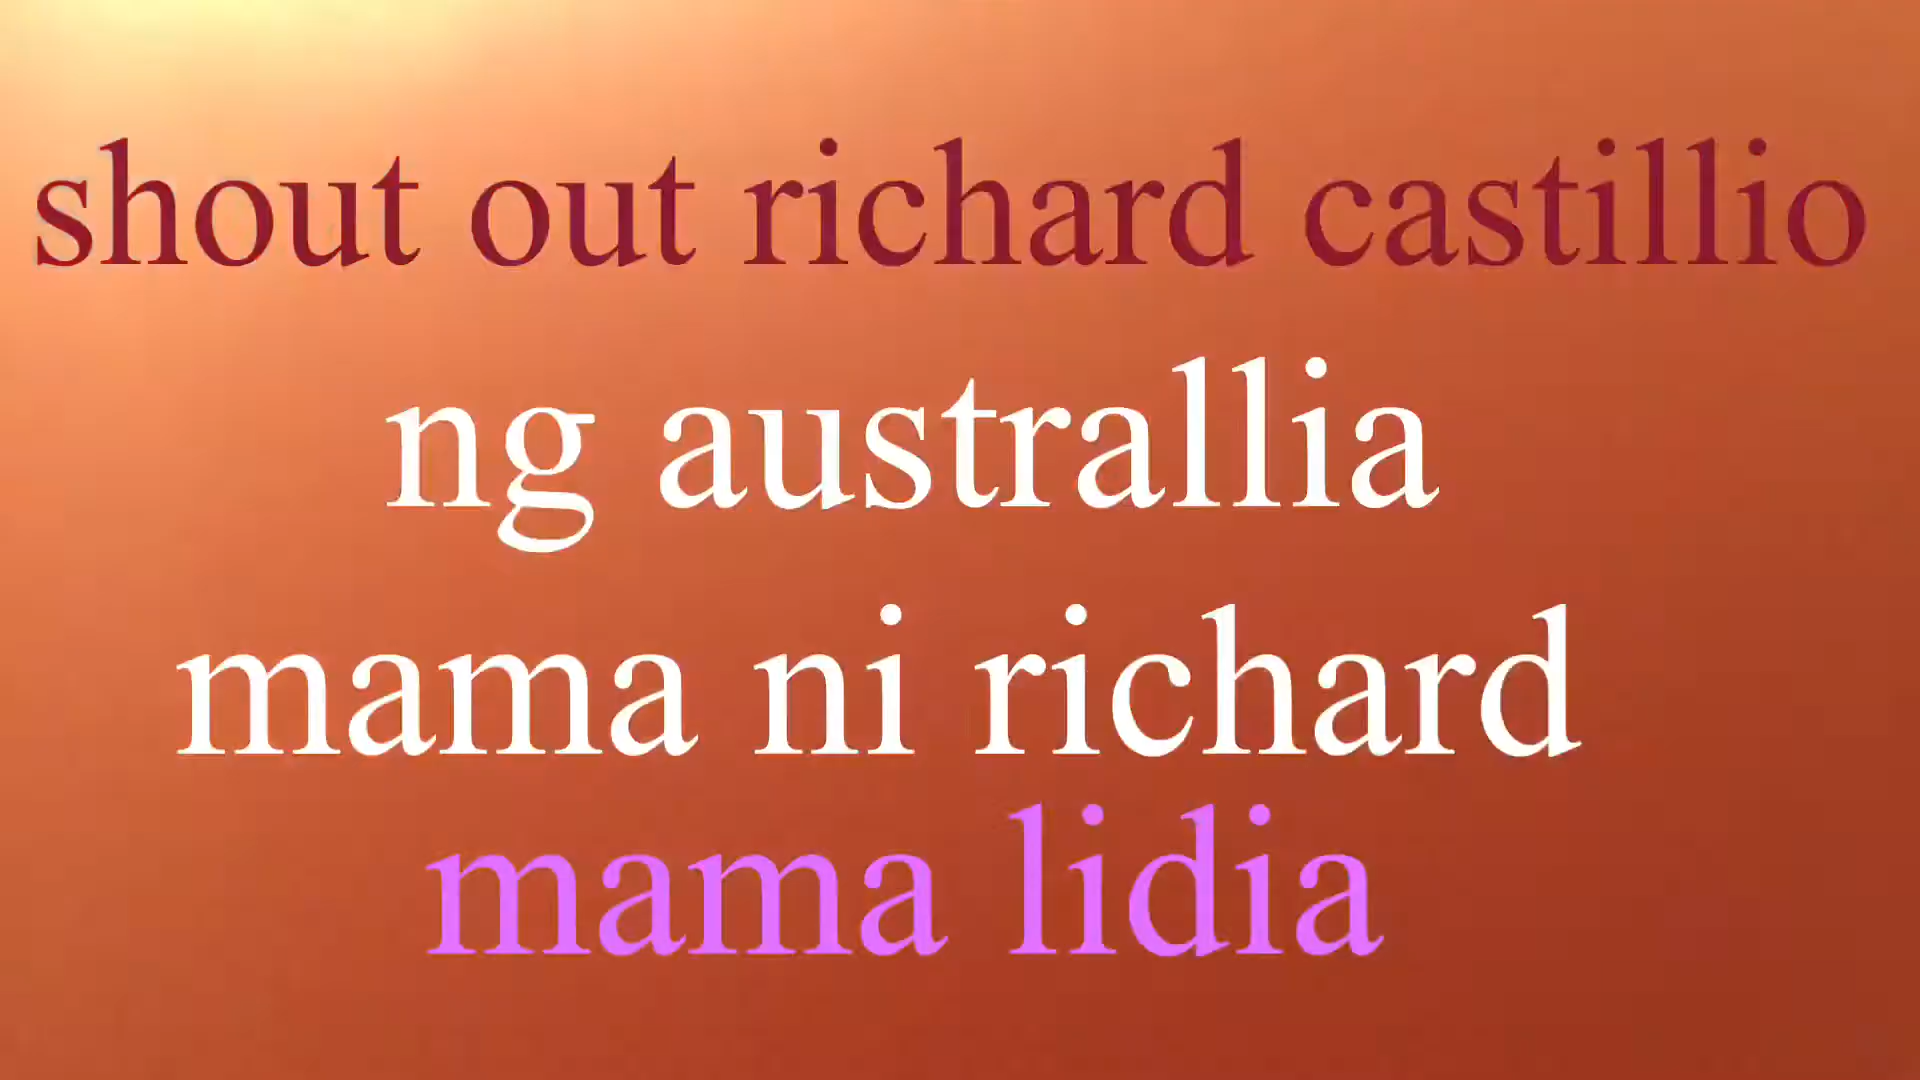 shout out richard castillio
ng australlia
mama ni richard
mama lidia